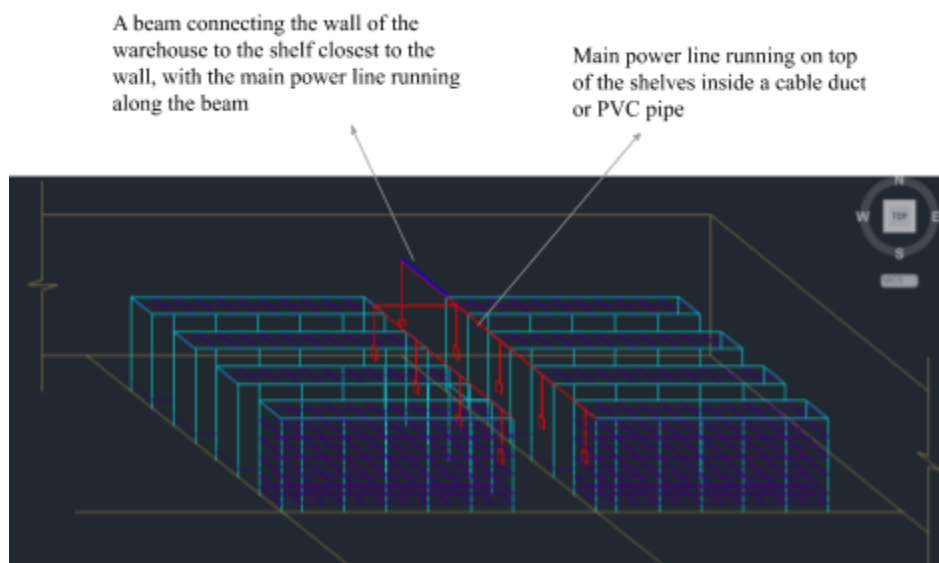 A beam connecting the wall of the
warehouse to the shelf closest to the
wall, with the main power line running
along the beam
Main power line running on top
of the shelves inside a cable duct
or PVC pipe
N
W
TOP
E
S